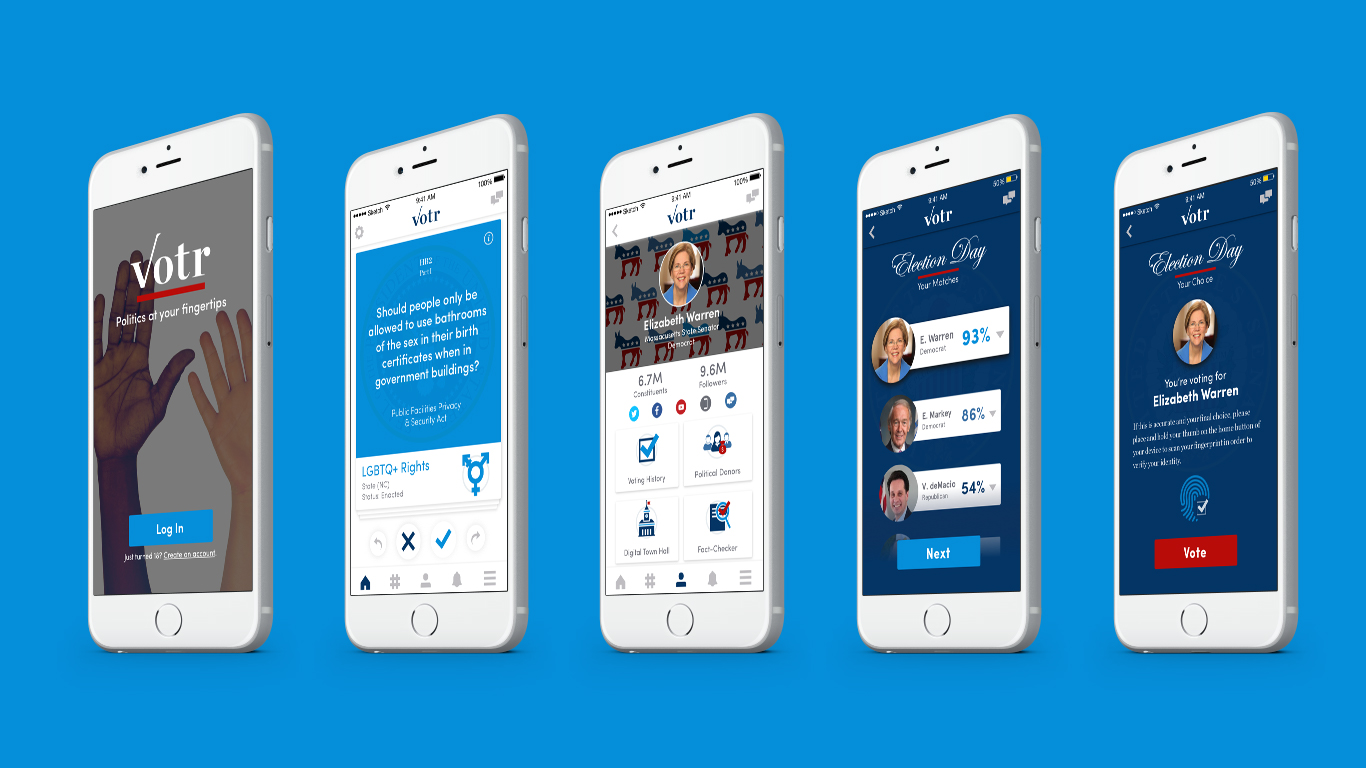 votr
Politics at your fingertips
Log In
Just turned 18? Create an account
Sketch 9:41 AM 100%
votr
HB2
Part 1
Should people only be
allowed to use bathrooms
of the sex in their birth
certificates when in
government buildings?
Public Facilities Privacy
& Security Act
LGBTQ+ Rights
State (NC)
Status: Enacted
Sketch 9:41 AM 100%
votr
Elizabeth Warren
Massachusetts State Senator
Democrat
6.7M 9.6M
Constituents Followers
Voting History Political Donors
Digital Town Hall Fact-Checker
Sketch 9:41 AM 50%
votr
Election Day
Your Matches
E. Warren 93%
Democrat
E. Markey 86%
Democrat
V. deMacio 54%
Republican
Next
Sketch 9:41 AM 50%
votr
Election Day
Your Choice
You're voting for
Elizabeth Warren
If this is accurate and your final choice, please
place and hold your thumb on the home button of
your device to scan your fingerprint in order to
verify your identity.
Vote